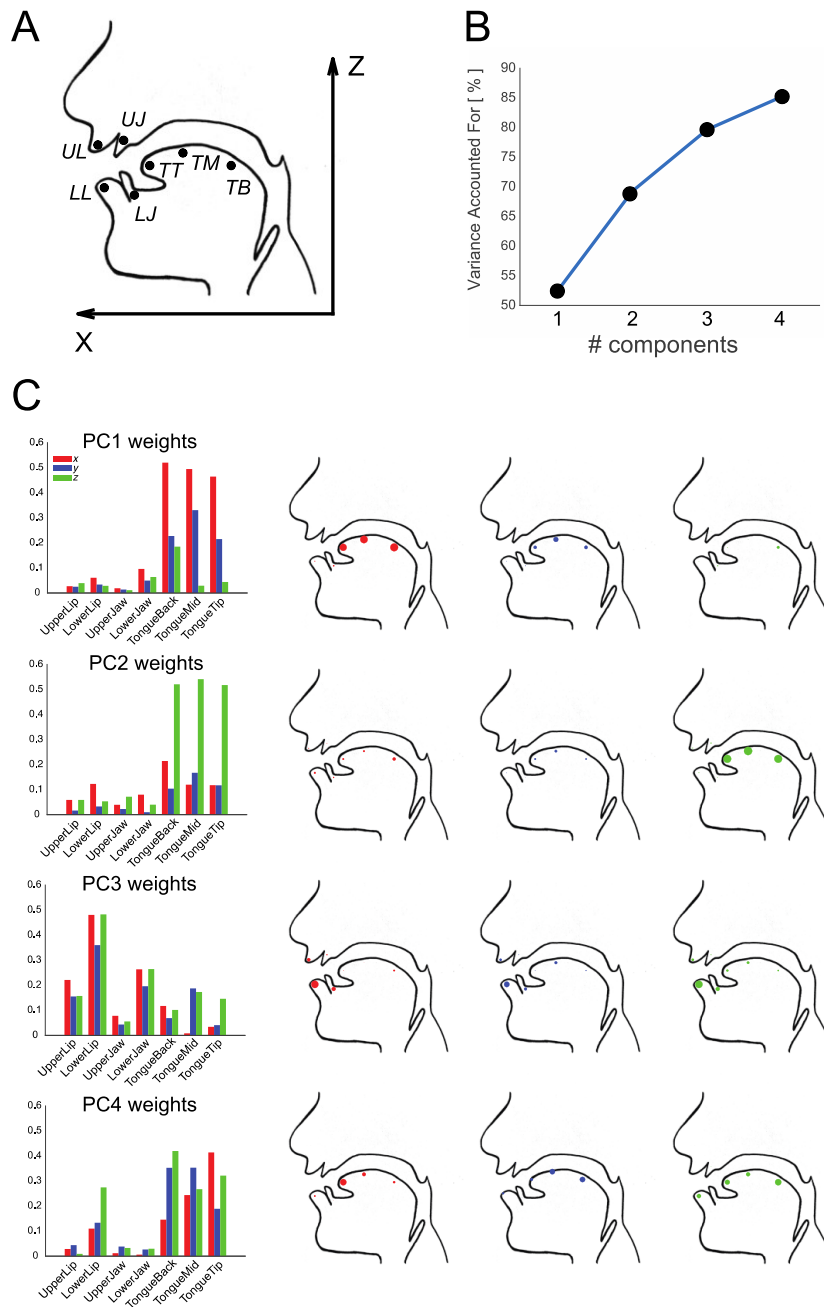 A
B
Z
UJ
UL
TT
TM
TB
LL
LJ
X
Variance Accounted For [ % ]
90
85
80
75
70
65
60
55
50
1 2 3 4
# components
C
PC1 weights
x
y
z
0.6
0.5
0.4
0.3
0.2
0.1
0
UpperLip
LowerLip
UpperJaw
LowerJaw
TongueBack
TongueMid
TongueTip
PC2 weights
0.6
0.5
0.4
0.3
0.2
0.1
0
UpperLip
LowerLip
UpperJaw
LowerJaw
TongueBack
TongueMid
TongueTip
PC3 weights
0.6
0.5
0.4
0.3
0.2
0.1
0
UpperLip
LowerLip
UpperJaw
LowerJaw
TongueBack
TongueMid
TongueTip
PC4 weights
0.6
0.5
0.4
0.3
0.2
0.1
0
UpperLip
LowerLip
UpperJaw
LowerJaw
TongueBack
TongueMid
TongueTip